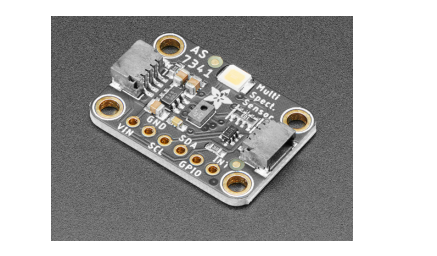 AS
7341
Multi
Spect.
Sensor
VIN
GND
SCL
SDA
GPIO
INT